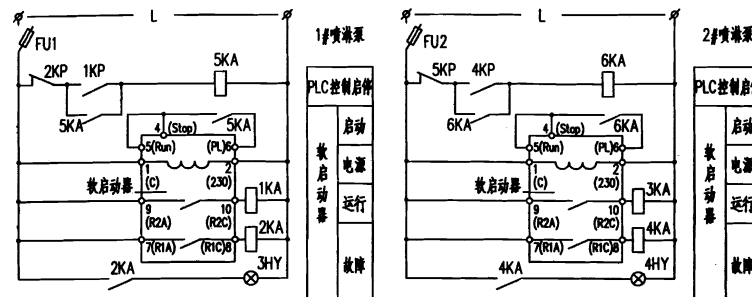 L
FU1
2KP 1KP 5KA
5KA
4 (Stop) 5KA
5(Run) (PL)6
1 2
软启动器 (C) (230)
1KA
9 10
(R2A) (R2C)
2KA
7(R1A) (R1C)8
2KA 3HY
1#喷淋泵
PLC控制启停
软启动器
启动
电源
运行
故障
L
FU2
5KP 4KP 6KA
6KA
4 (Stop) 6KA
5(Run) (PL)6
1 2
软启动器 (C) (230)
3KA
9 10
(R2A) (R2C)
4KA
7(R1A) (R1C)8
4KA 4HY
2#喷淋泵
PLC控制启
软启动器
启动
电源
运行
故障